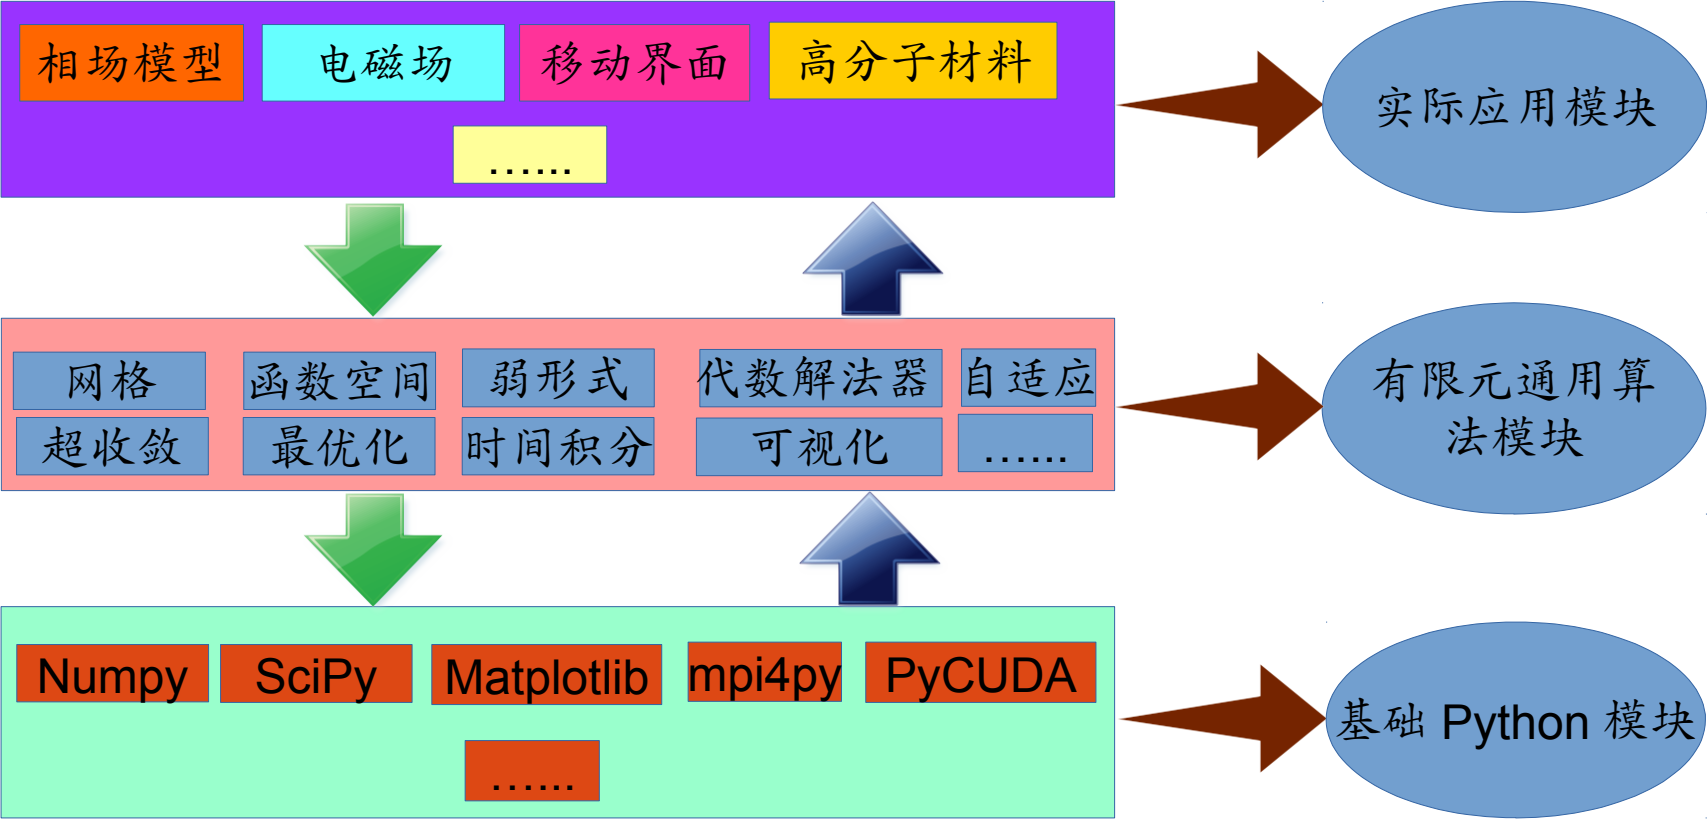 相场模型
电磁场
移动界面
高分子材料
…...
实际应用模块
网格
函数空间
弱形式
代数解法器
自适应
超收敛
最优化
时间积分
可视化
…...
有限元通用算
法模块
Numpy
SciPy
Matplotlib
mpi4py
PyCUDA
…...
基础 Python 模块